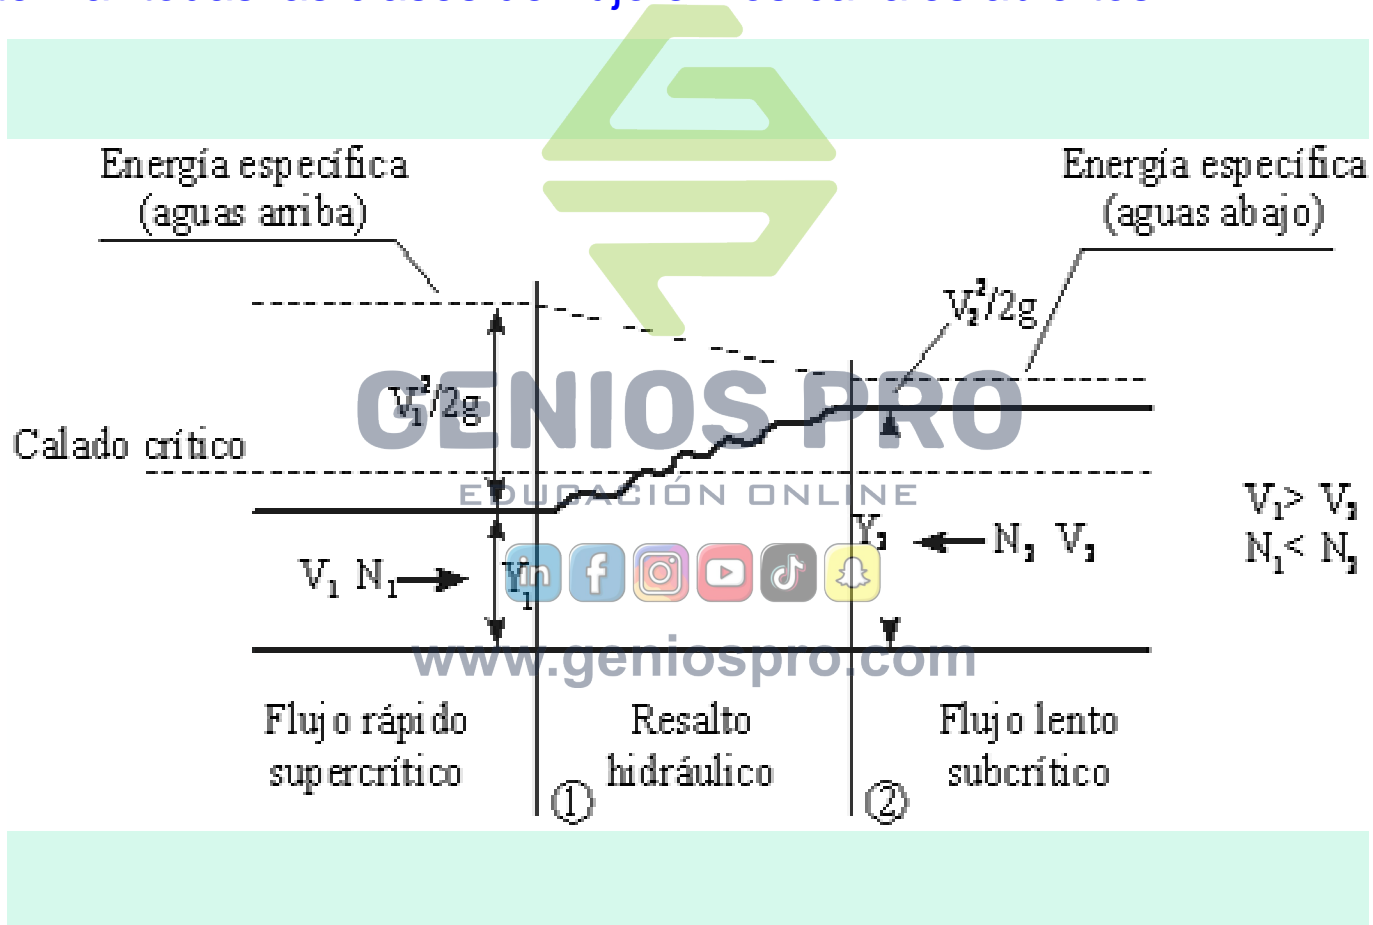 Energía específica
(aguas arriba)
Energía específica
(aguas abajo)
V₂²/2g
V₁²/2g
GENIOS PRO
Calado crítico
EDUCACIÓN ONLINE
V₁> V₂
N₁< N₂
Y₂
N₂ V₂
V₁ N₁
Y₁
in
www.geniospro.com
Flujo rápido
supercrítico
Resalto
hidráulico
Flujo lento
subcrítico
①
②